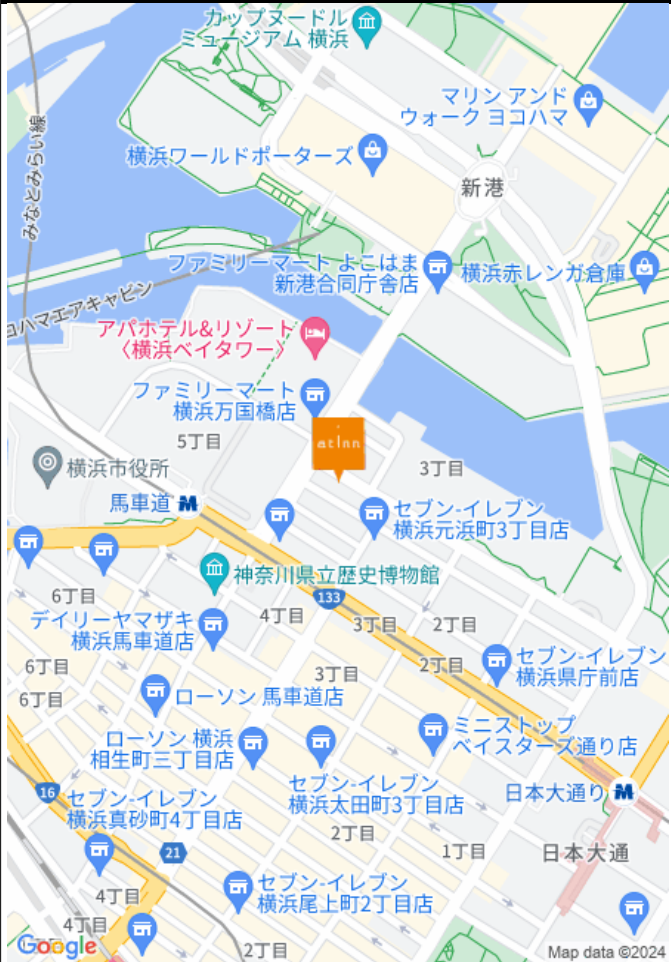 カップヌードル
ミュージアム 横浜
マリン アンド
ウォーク ヨコハマ
みなとみらい線
横浜ワールドポーターズ
新港
ファミリーマート よこはま
新港合同庁舎店
横浜赤レンガ倉庫
コハマエアキャビン
アパホテル&リゾート
〈横浜ベイタワー〉
ファミリーマート
横浜万国橋店
5丁目
at inn
3丁目
横浜市役所
馬車道
セブン-イレブン
横浜元浜町3丁目店
神奈川県立歴史博物館
133
6丁目
4丁目
デイリーヤマザキ
横浜馬車道店
3丁目
2丁目
6丁目
2丁目
セブン-イレブン
横浜県庁前店
3丁目
6丁目
ローソン 馬車道店
ミニストップ
ベイスターズ通り店
ローソン 横浜
相生町三丁目店
セブン-イレブン
横浜太田町3丁目店
日本大通り
16
セブン-イレブン
横浜真砂町4丁目店
2丁目
21
1丁目
日本大通
セブン-イレブン
横浜尾上町2丁目店
4丁目
4丁目
2丁目
Google
Map data ©2024